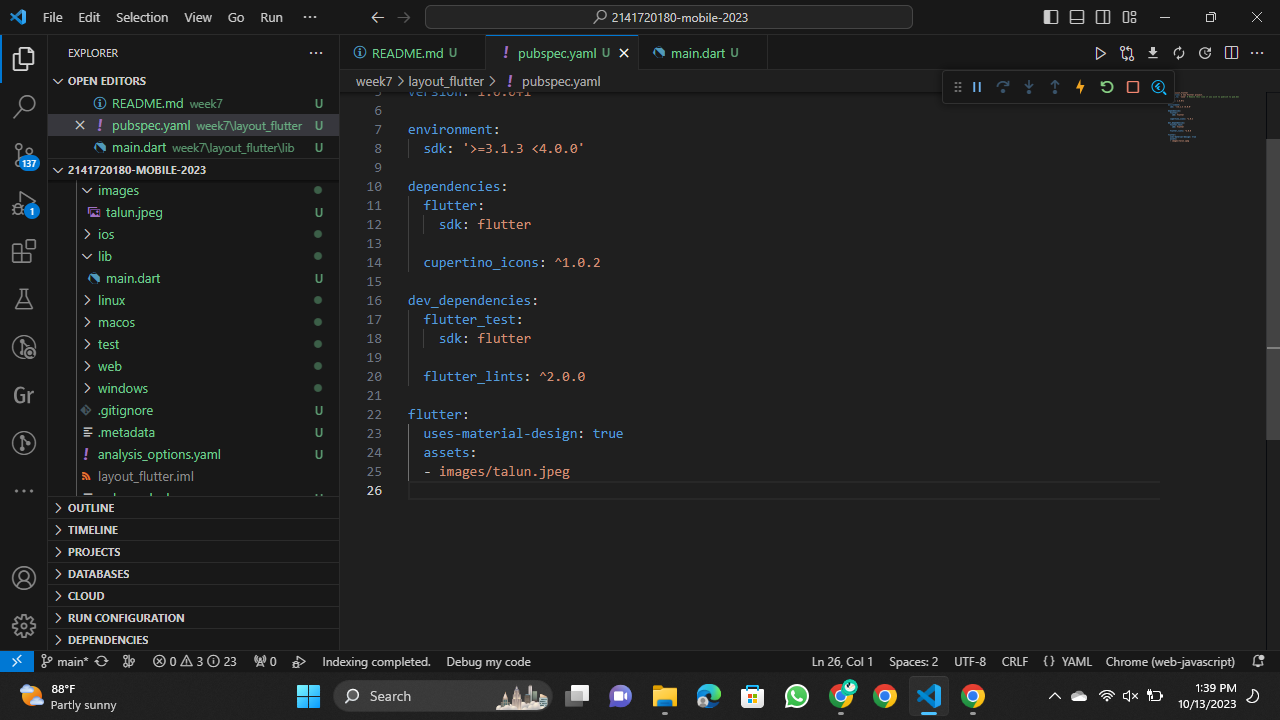 File Edit Selection View Go Run ···
2141720180-mobile-2023
EXPLORER ···
OPEN EDITORS
README.md week7 U
pubspec.yaml week7\layout_flutter U
main.dart week7\layout_flutter\lib U
2141720180-MOBILE-2023
images
talun.jpeg U
ios
lib
main.dart U
linux
macos
test
web
windows
.gitignore U
.metadata U
analysis_options.yaml U
layout_flutter.iml
OUTLINE
TIMELINE
PROJECTS
DATABASES
CLOUD
RUN CONFIGURATION
DEPENDENCIES
137
1
Gr
README.md U
pubspec.yaml U
main.dart U
week7 > layout_flutter > pubspec.yaml
6
7 environment:
8 sdk: '>=3.1.3 <4.0.0'
9
10 dependencies:
11 flutter:
12 sdk: flutter
13
14 cupertino_icons: ^1.0.2
15
16 dev_dependencies:
17 flutter_test:
18 sdk: flutter
19
20 flutter_lints: ^2.0.0
21
22 flutter:
23 uses-material-design: true
24 assets:
25 - images/talun.jpeg
26
main* 0 3 23 0 Indexing completed. Debug my code Ln 26, Col 1 Spaces: 2 UTF-8 CRLF {} YAML Chrome (web-javascript)
88°F
Partly sunny
Search
1:39 PM
10/13/2023